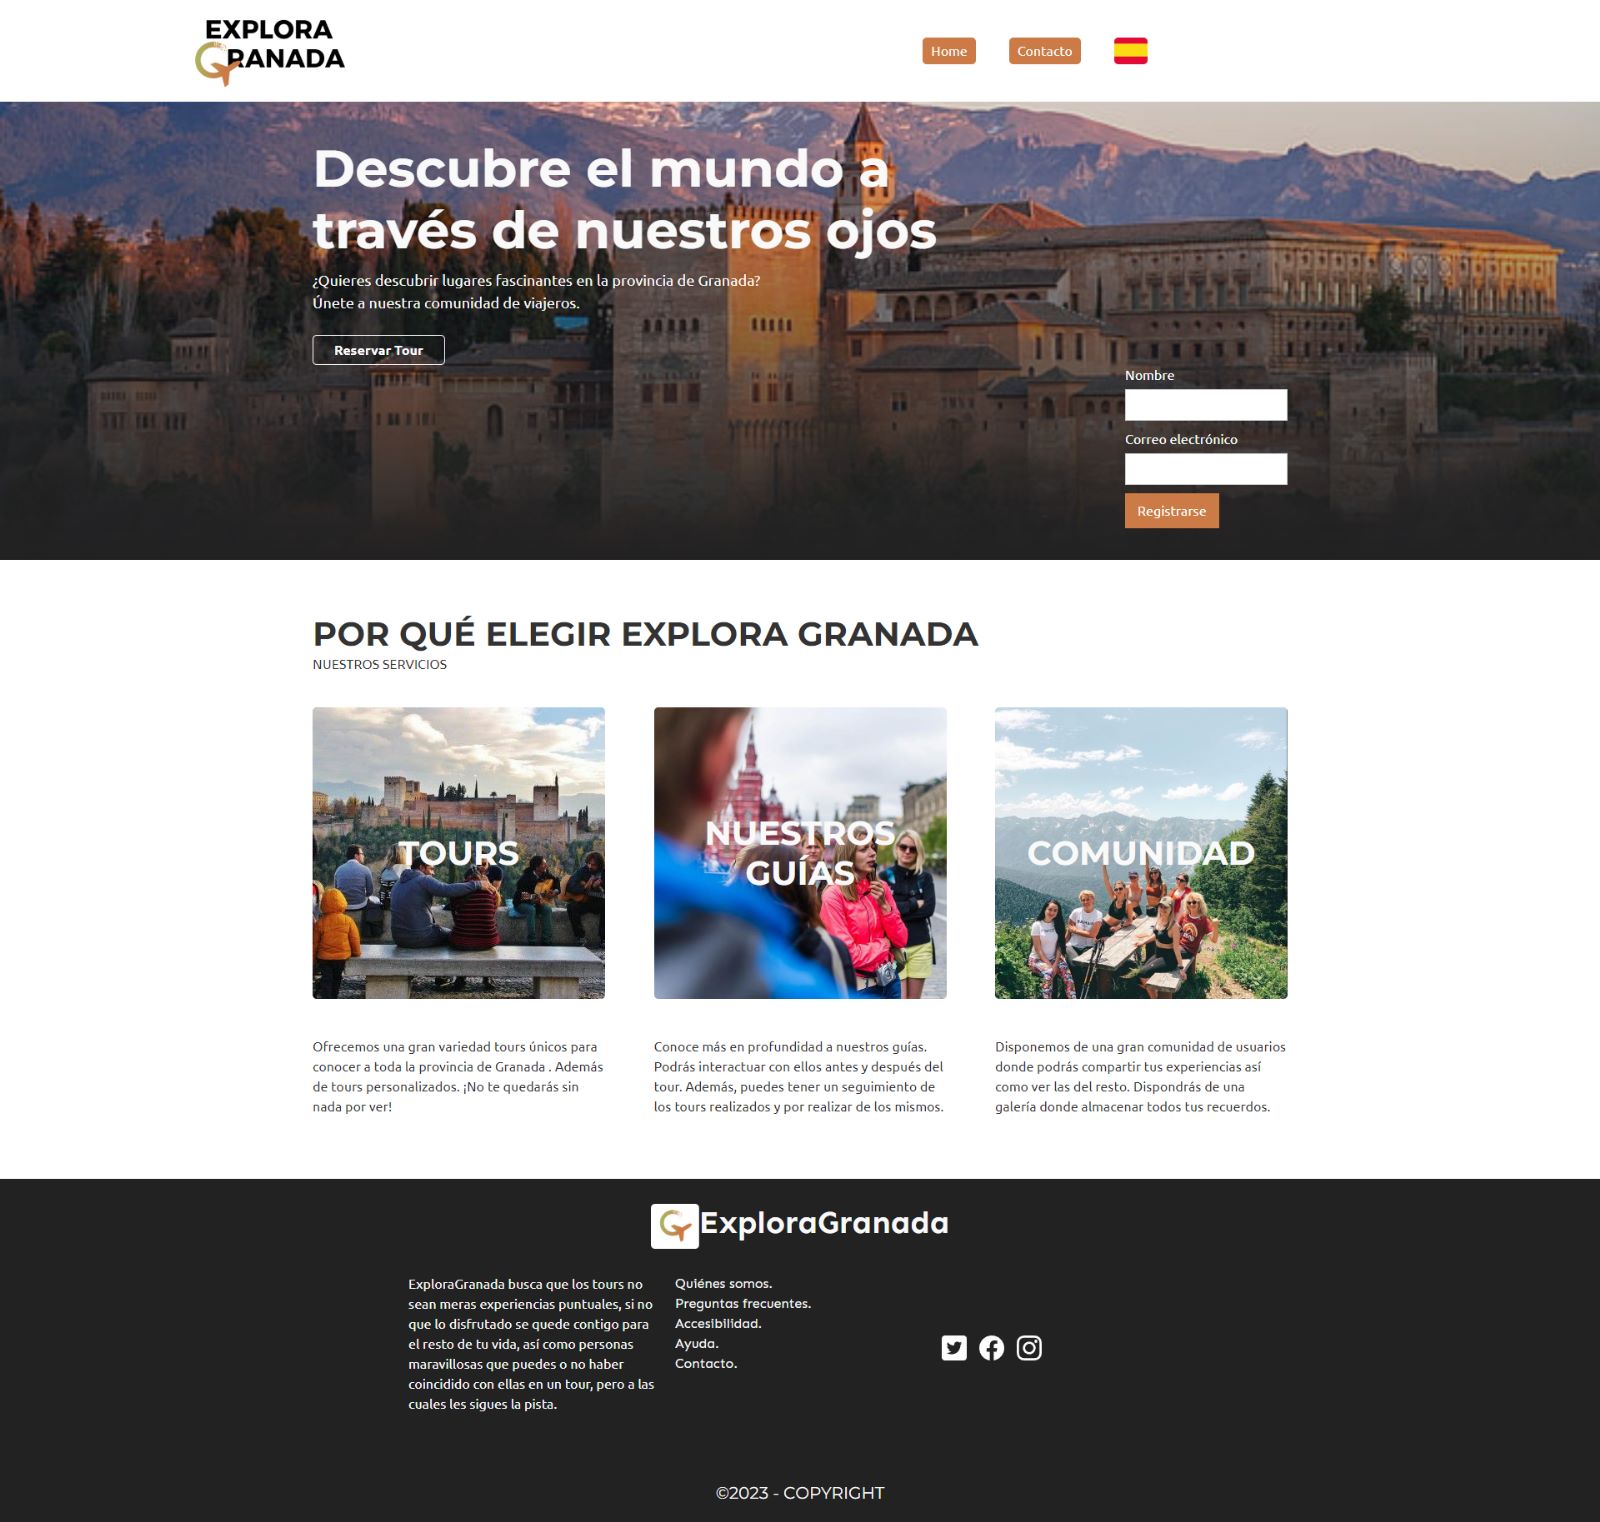 EXPLORA
GRANADA
Home
Contacto
Descubre el mundo a
través de nuestros ojos
¿Quieres descubrir lugares fascinantes en la provincia de Granada?
Únete a nuestra comunidad de viajeros.
Reservar Tour
Nombre
Correo electrónico
Registrarse
POR QUÉ ELEGIR EXPLORA GRANADA
NUESTROS SERVICIOS
TOURS
NUESTROS
GUÍAS
COMUNIDAD
Ofrecemos una gran variedad tours únicos para
conocer a toda la provincia de Granada . Además
de tours personalizados. ¡No te quedarás sin
nada por ver!
Conoce más en profundidad a nuestros guías.
Podrás interactuar con ellos antes y después del
tour. Además, puedes tener un seguimiento de
los tours realizados y por realizar de los mismos.
Disponemos de una gran comunidad de usuarios
donde podrás compartir tus experiencias así
como ver las del resto. Dispondrás de una
galería donde almacenar todos tus recuerdos.
ExploraGranada
ExploraGranada busca que los tours no
sean meras experiencias puntuales, si no
que lo disfrutado se quede contigo para
el resto de tu vida, así como personas
maravillosas que puedes o no haber
coincidido con ellas en un tour, pero a las
cuales les sigues la pista.
Quiénes somos.
Preguntas frecuentes.
Accesibilidad.
Ayuda.
Contacto.
©2023 - COPYRIGHT